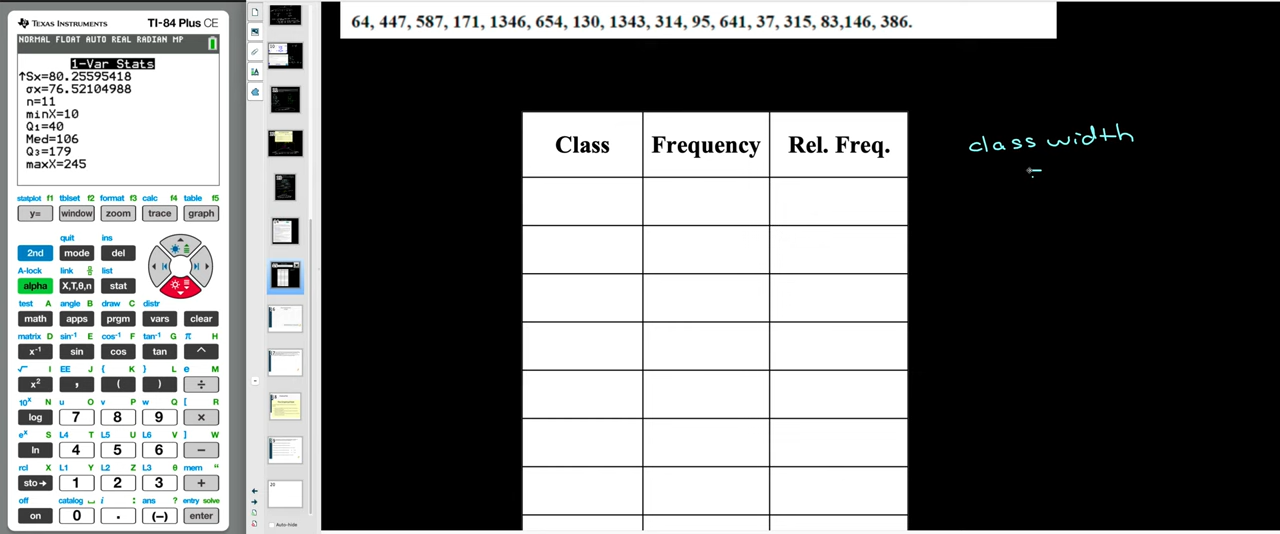 TEXAS INSTRUMENTS TI-84 Plus CE
NORMAL FLOAT AUTO REAL RADIAN MP
1-Var Stats
↑Sx=80.25595418
σx=76.52104988
n=11
minX=10
Q₁=40
Med=106
Q₃=179
maxX=245
statplot f1 tblset f2 format f3 calc f4 table f5
y= window zoom trace graph
quit ins
2nd mode del
A-lock link list
alpha X,T,θ,n stat
test A angle B draw C distr
math apps prgm vars clear
matrix D sin⁻¹ E cos⁻¹ F tan⁻¹ G π H
x⁻¹ sin cos tan ^
√ I EE J { K } L e M
x² , ( ) ÷
10ˣ N u O v P w Q [ R
log 7 8 9 ×
eˣ S L4 T L5 U L6 V ] W
ln 4 5 6 −
rcl X L1 Y L2 Z L3 θ mem "
sto→ 1 2 3 +
off catalog i : ans ? entry solve
on 0 . (−) enter
Auto-hide
64, 447, 587, 171, 1346, 654, 130, 1343, 314, 95, 641, 37, 315, 83,146, 386.
Class Frequency Rel. Freq.
class width